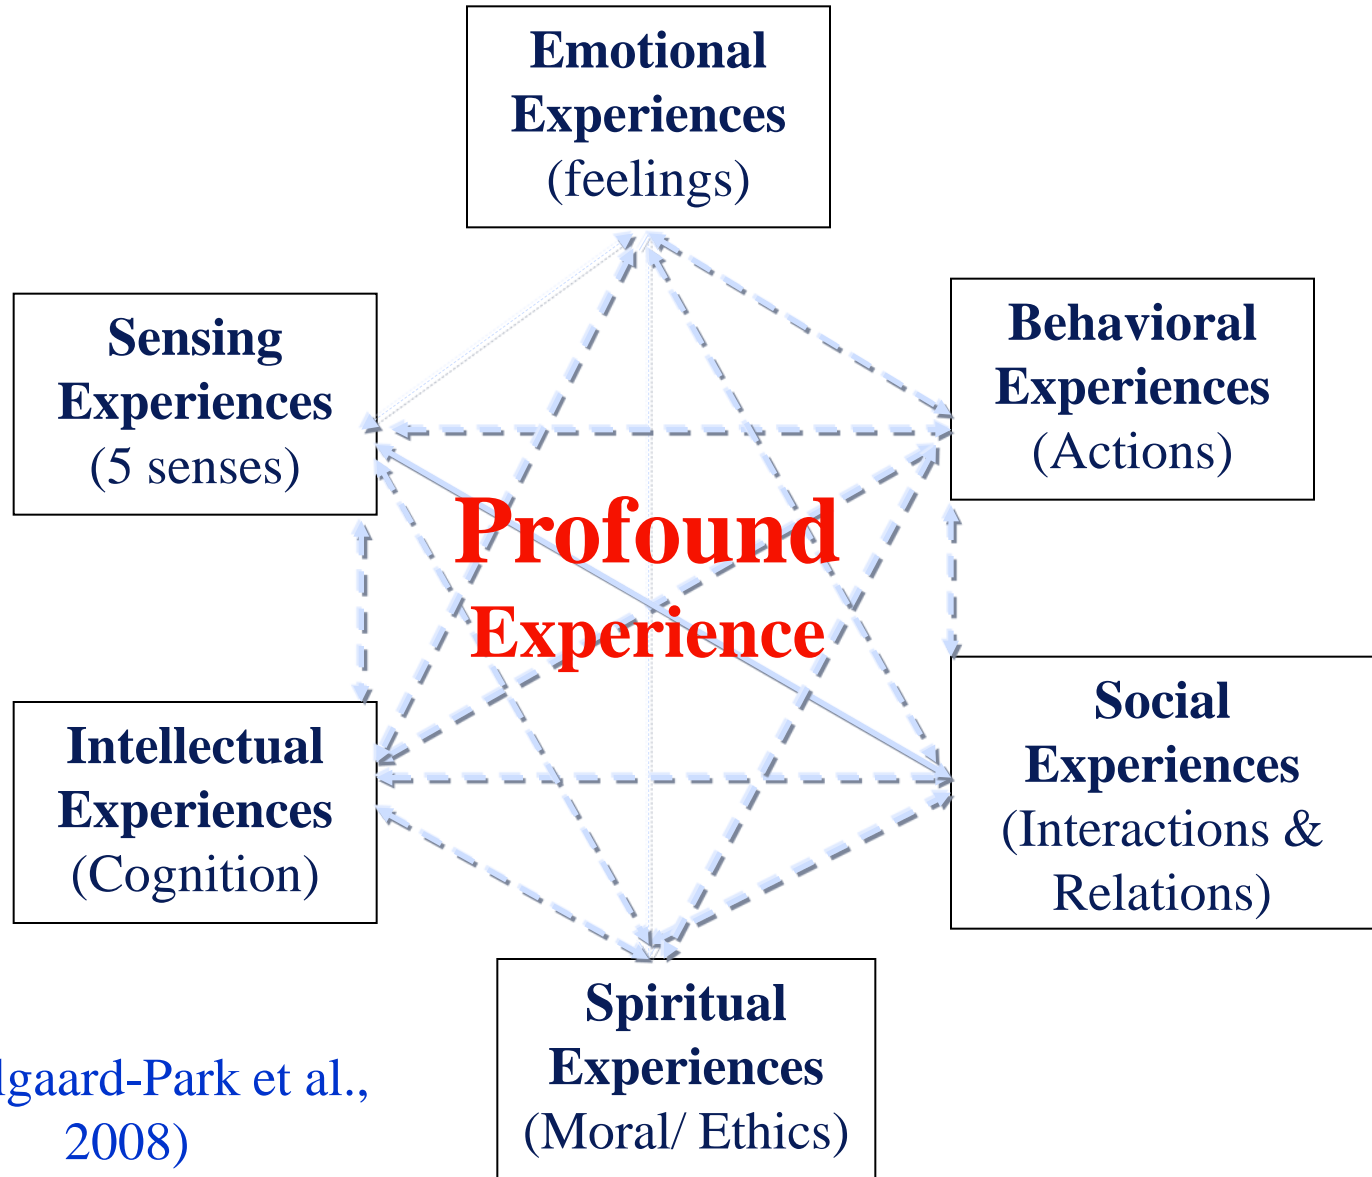 Emotional
Experiences
(feelings)
Sensing
Experiences
(5 senses)
Behavioral
Experiences
(Actions)
Profound
Experience
Intellectual
Experiences
(Cognition)
Social
Experiences
(Interactions &
Relations)
Spiritual
Experiences
(Moral/ Ethics)
lgaard-Park et al.,
2008)